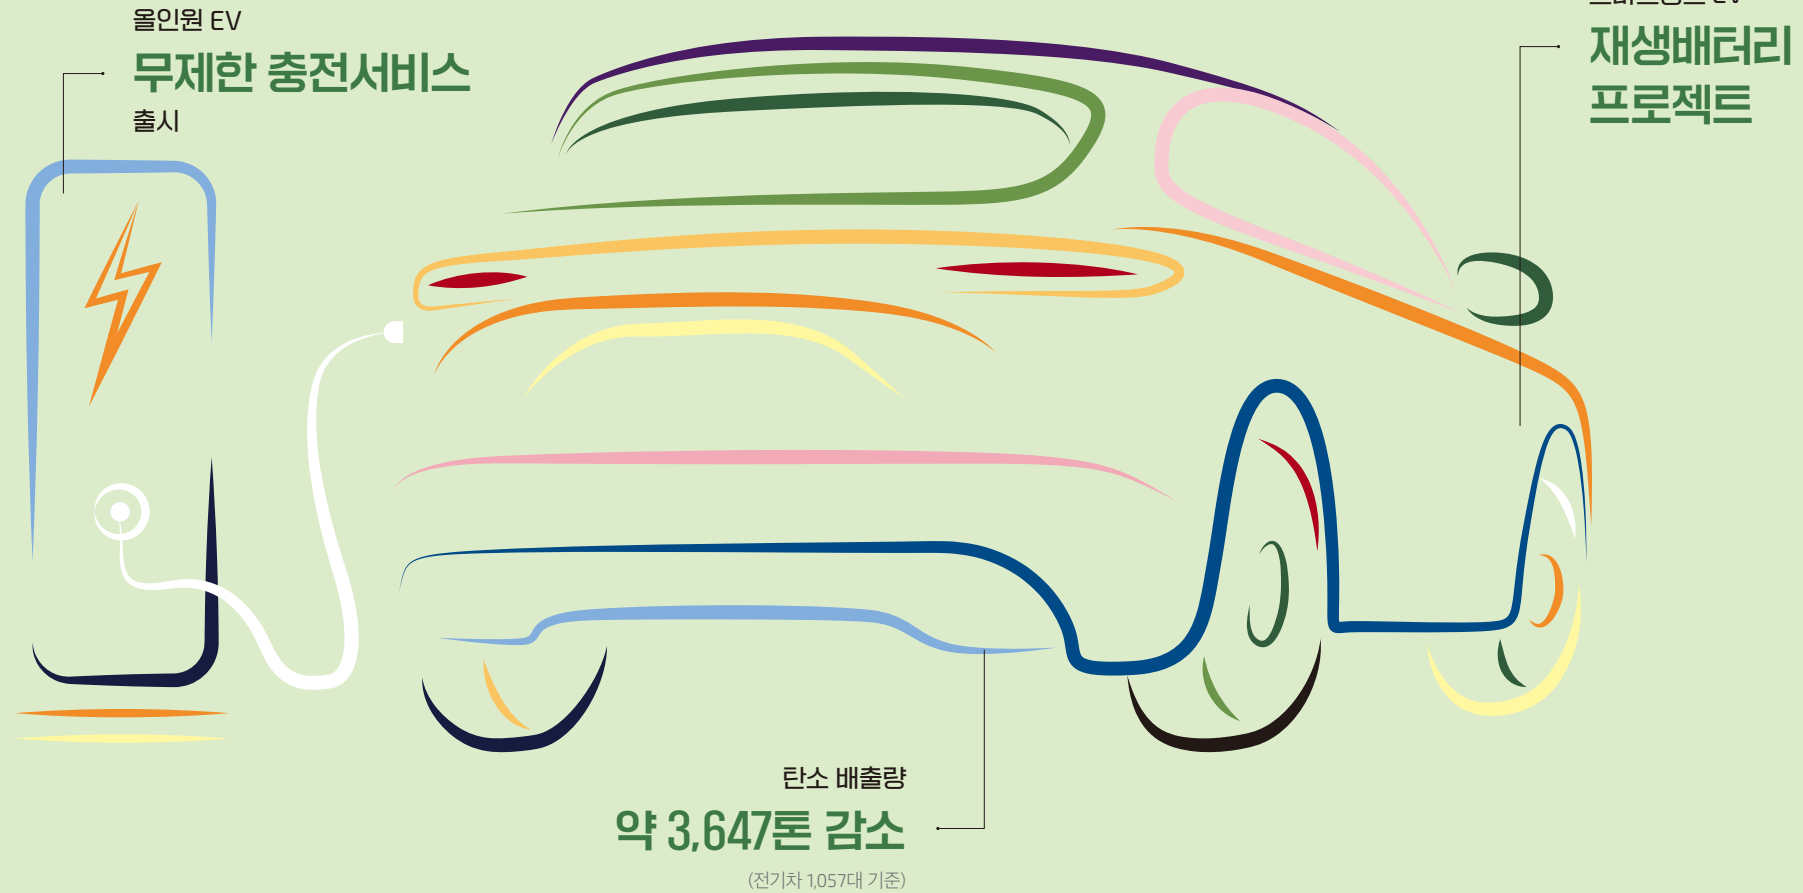 올인원 EV
무제한 충전서비스
출시
재생배터리
프로젝트
탄소 배출량
약 3,647톤 감소
(전기차 1,057대 기준)